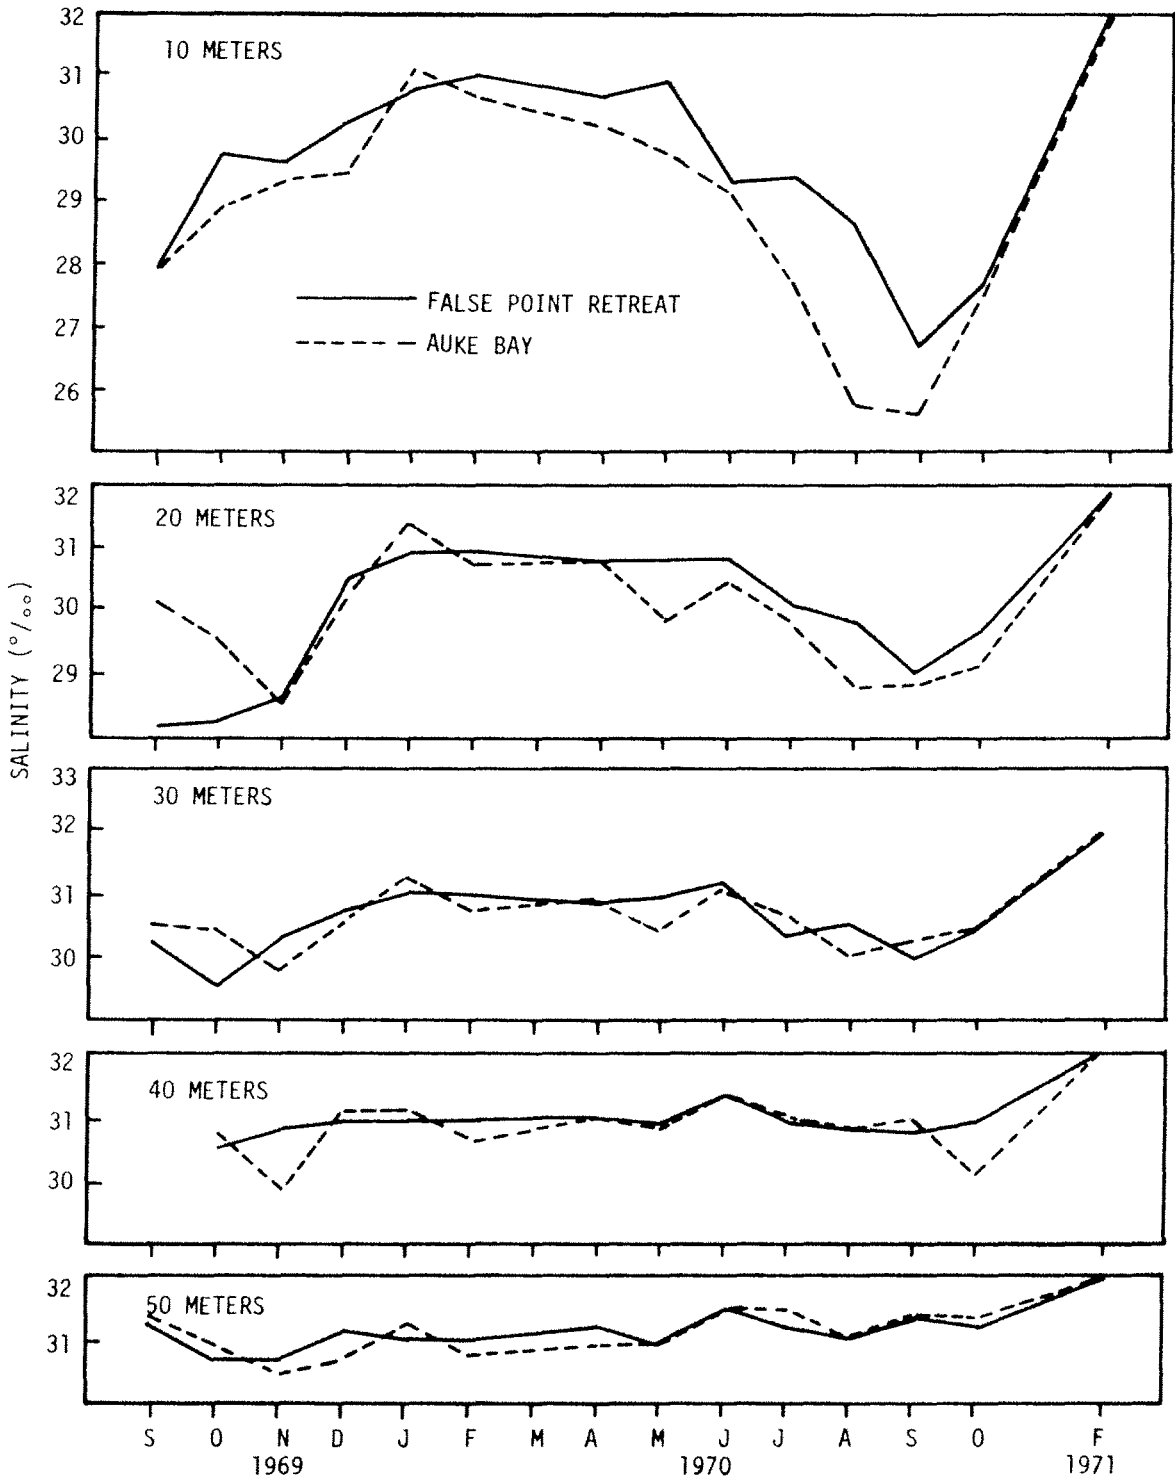 32
10 METERS
31
30
29
28
FALSE POINT RETREAT
27
AUKE BAY
26
SALINITY (°/oo)
32
20 METERS
31
30
29
33
30 METERS
32
31
30
32
40 METERS
31
30
32
50 METERS
31
S O N D J F M A M J J A S O F
1969 1970 1971